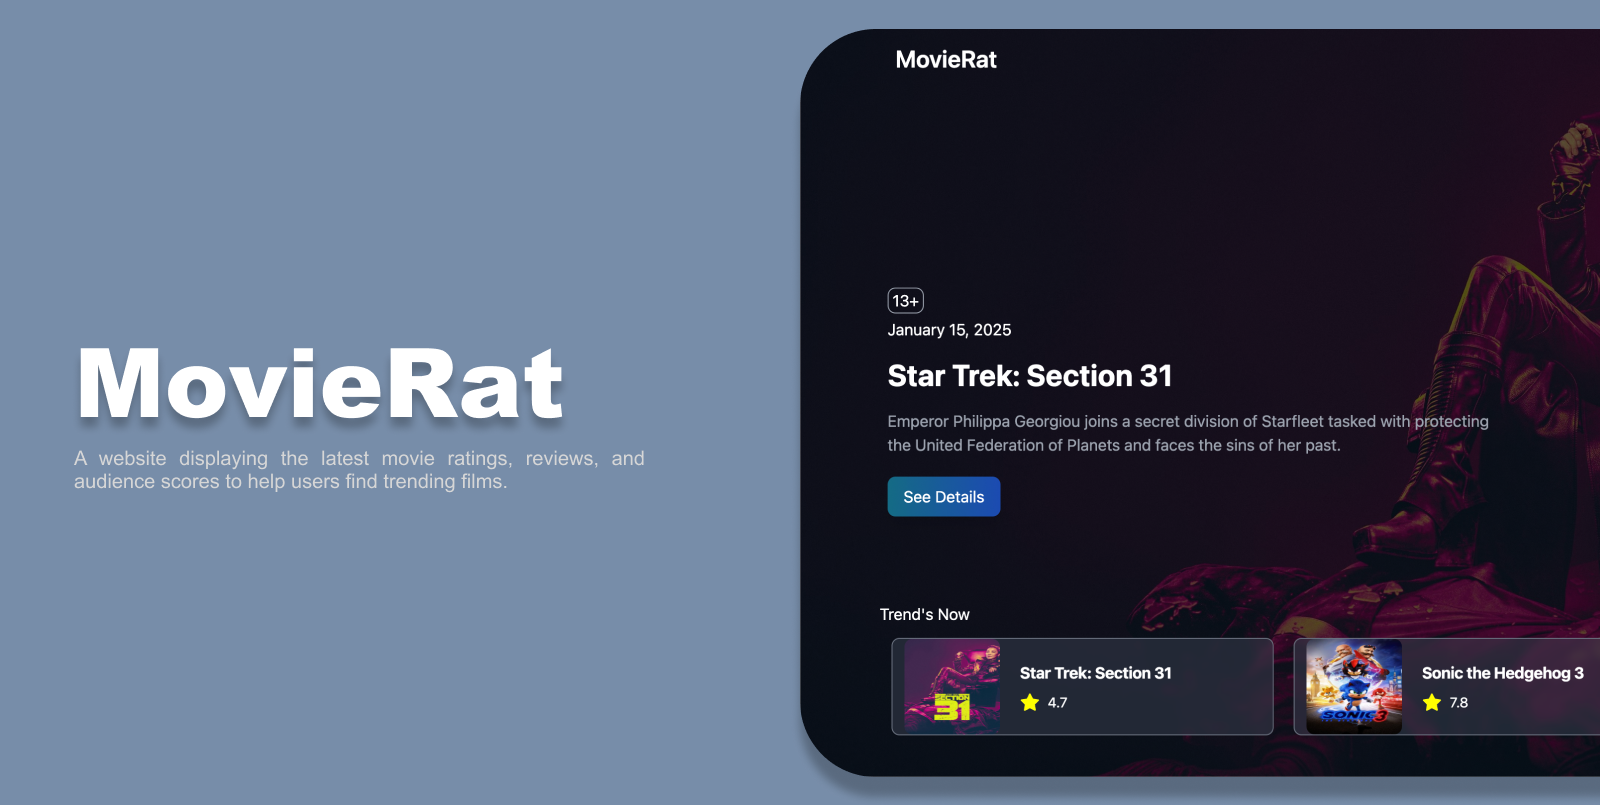 MovieRat
A website displaying the latest movie ratings, reviews, and
audience scores to help users find trending films.
MovieRat
13+
January 15, 2025
Star Trek: Section 31
Emperor Philippa Georgiou joins a secret division of Starfleet tasked with protecting
the United Federation of Planets and faces the sins of her past.
See Details
Trend's Now
SECTION
31
Star Trek: Section 31
4.7
SONIC 3
Sonic the Hedgehog 3
7.8